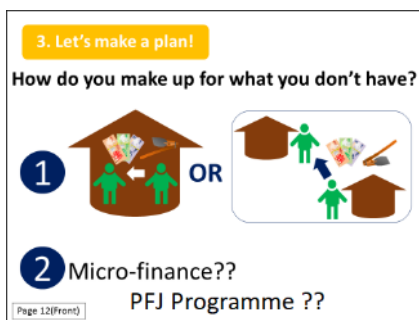 3. Let's make a plan!
How do you make up for what you don't have?
1
OR
2 Micro-finance??
PFJ Programme ??
Page 12(Front)